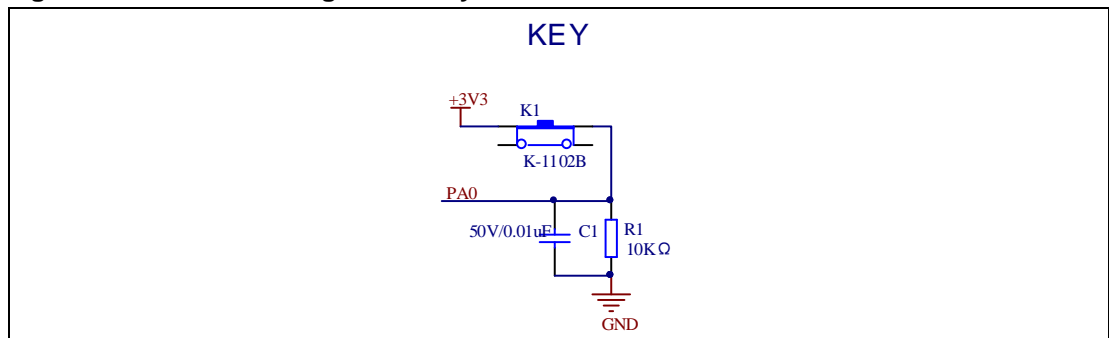 KEY
+3V3
K1
K-1102B
PA0
50V/0.01uF
C1
R1
10KΩ
GND